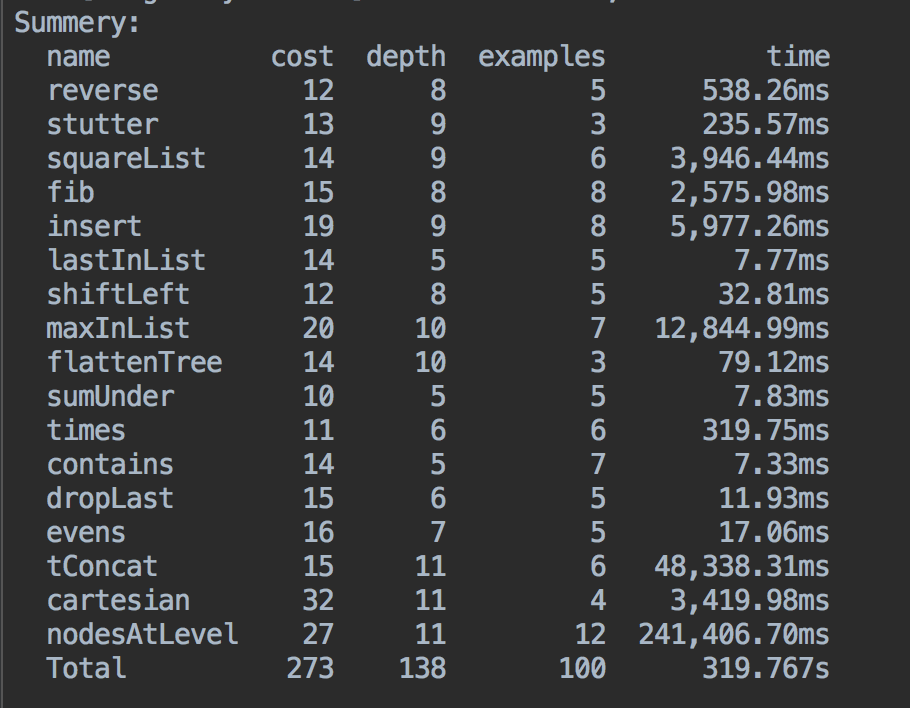 Summery:
name cost depth examples time
reverse 12 8 5 538.26ms
stutter 13 9 3 235.57ms
squareList 14 9 6 3,946.44ms
fib 15 8 8 2,575.98ms
insert 19 9 8 5,977.26ms
lastInList 14 5 5 7.77ms
shiftLeft 12 8 5 32.81ms
maxInList 20 10 7 12,844.99ms
flattenTree 14 10 3 79.12ms
sumUnder 10 5 5 7.83ms
times 11 6 6 319.75ms
contains 14 5 7 7.33ms
dropLast 15 6 5 11.93ms
evens 16 7 5 17.06ms
tConcat 15 11 6 48,338.31ms
cartesian 32 11 4 3,419.98ms
nodesAtLevel 27 11 12 241,406.70ms
Total 273 138 100 319.767s